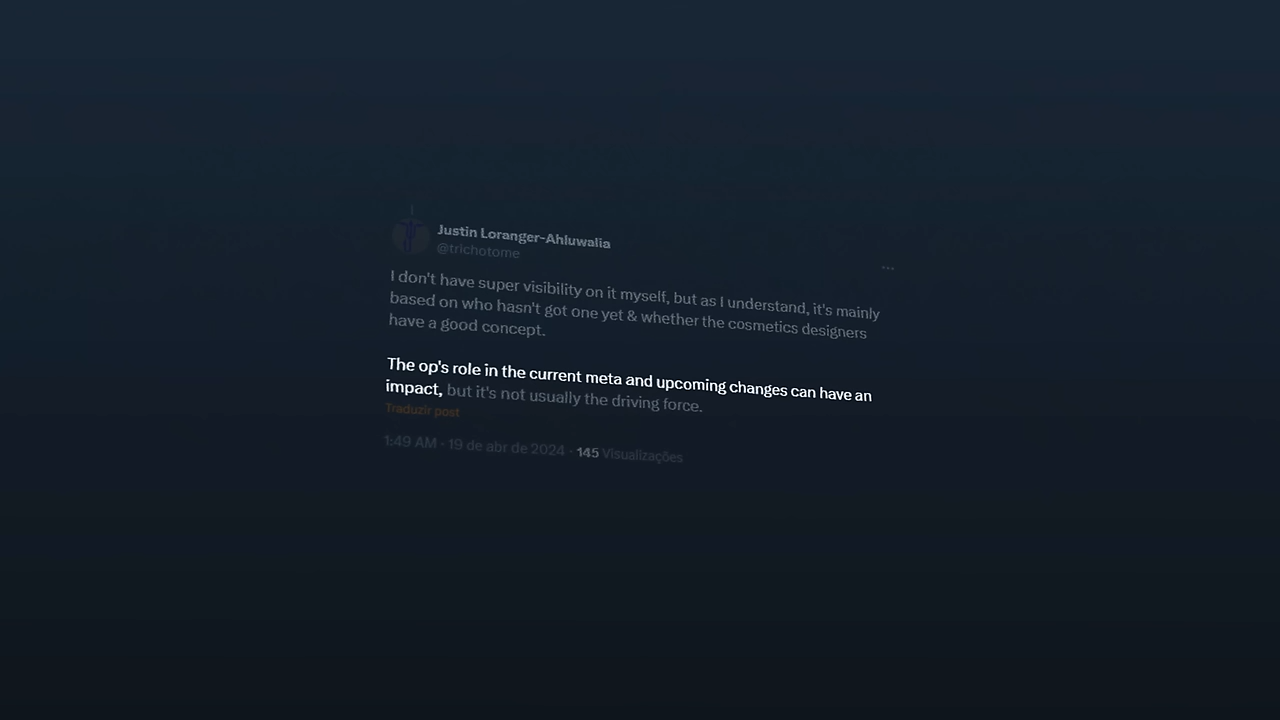 Justin Loranger-Ahluwalia
@trichotome
I don't have super visibility on it myself, but as I understand, it's mainly
based on who hasn't got one yet & whether the cosmetics designers
have a good concept.
The op's role in the current meta and upcoming changes can have an
impact, but it's not usually the driving force.
Traduzir post
1:49 AM · 19 de abr de 2024 · 145 Visualizações